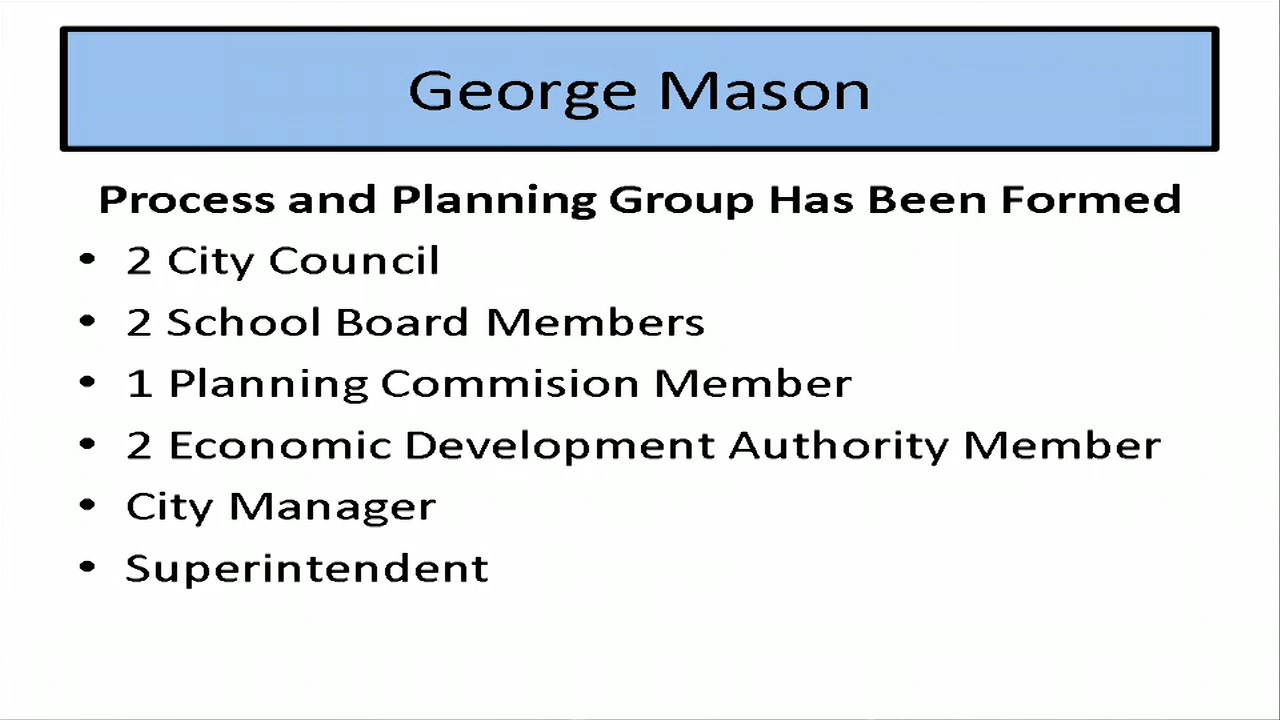 George Mason
Process and Planning Group Has Been Formed
• 2 City Council
• 2 School Board Members
• 1 Planning Commision Member
• 2 Economic Development Authority Member
• City Manager
• Superintendent